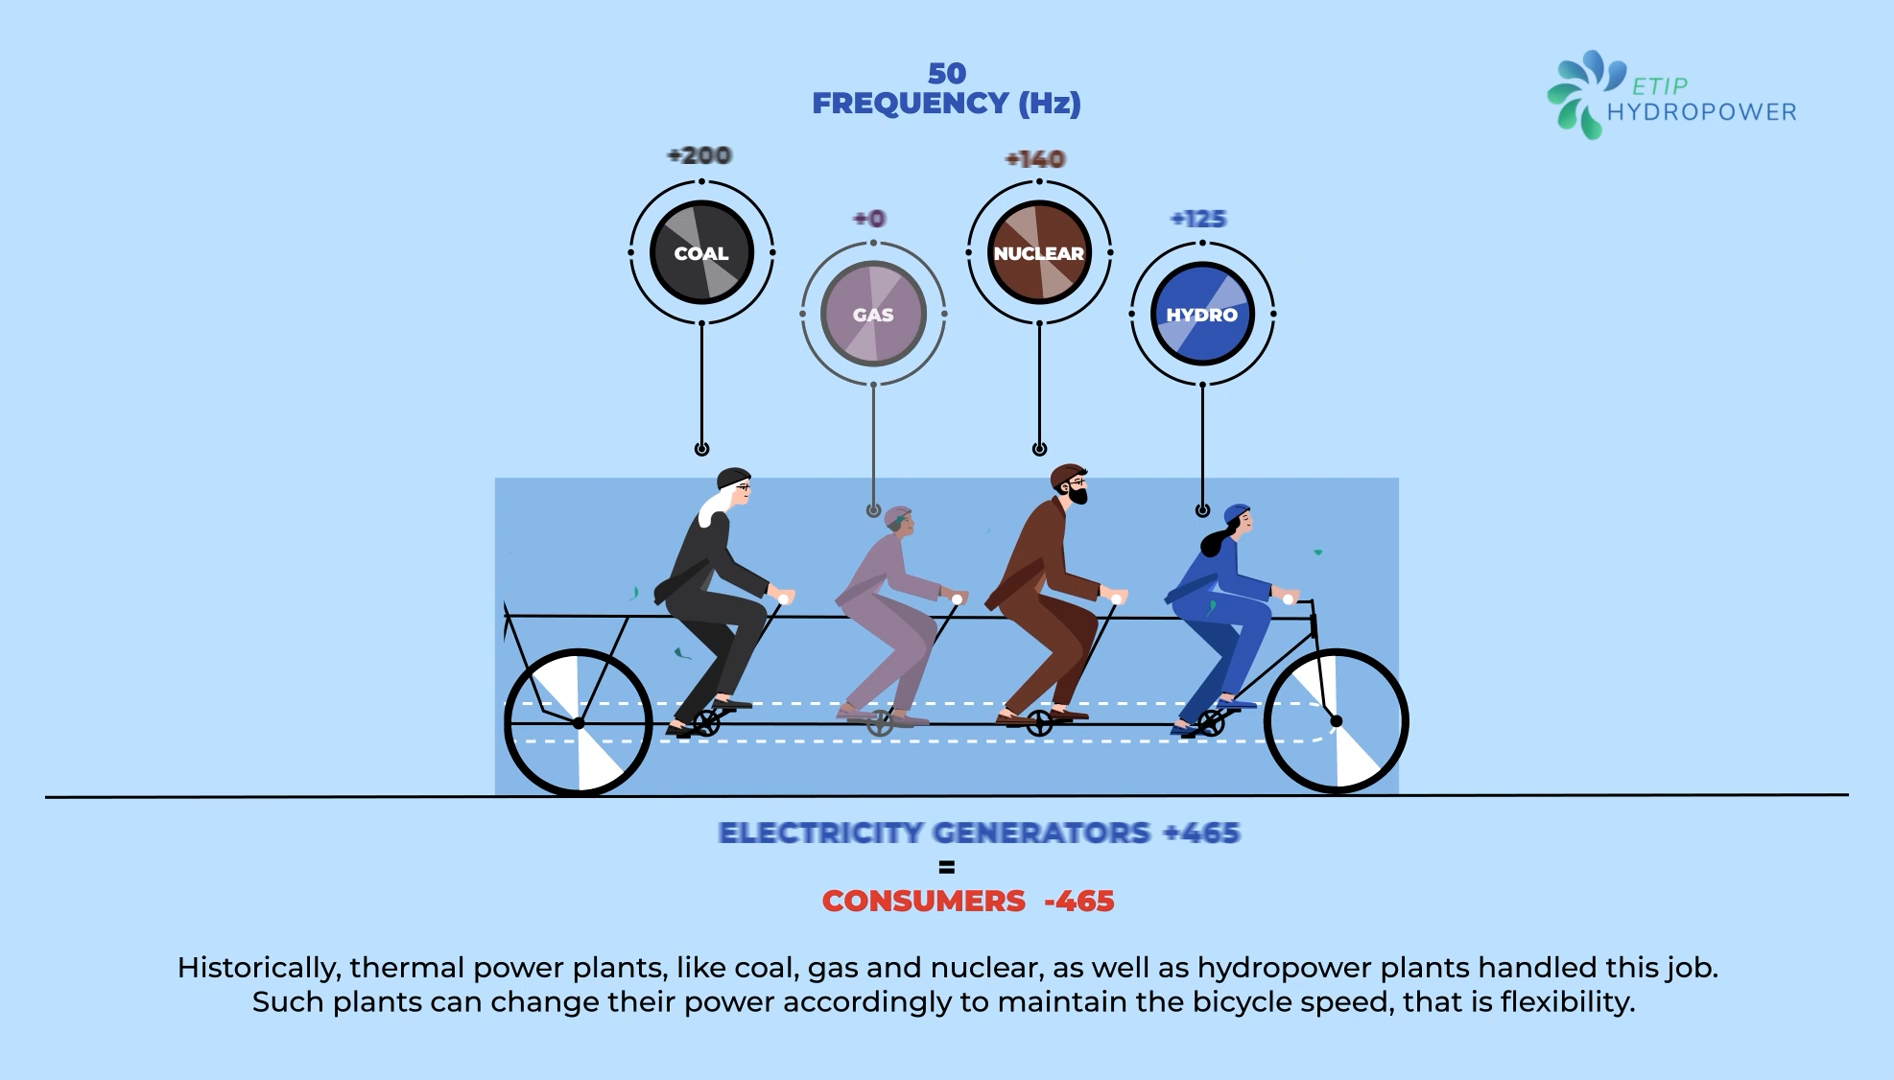 50
FREQUENCY (Hz)
ETIP
HYDROPOWER
+200
+140
+0
+125
COAL
NUCLEAR
GAS
HYDRO
ELECTRICITY GENERATORS +465
=
CONSUMERS -465
Historically, thermal power plants, like coal, gas and nuclear, as well as hydropower plants handled this job.
Such plants can change their power accordingly to maintain the bicycle speed, that is flexibility.